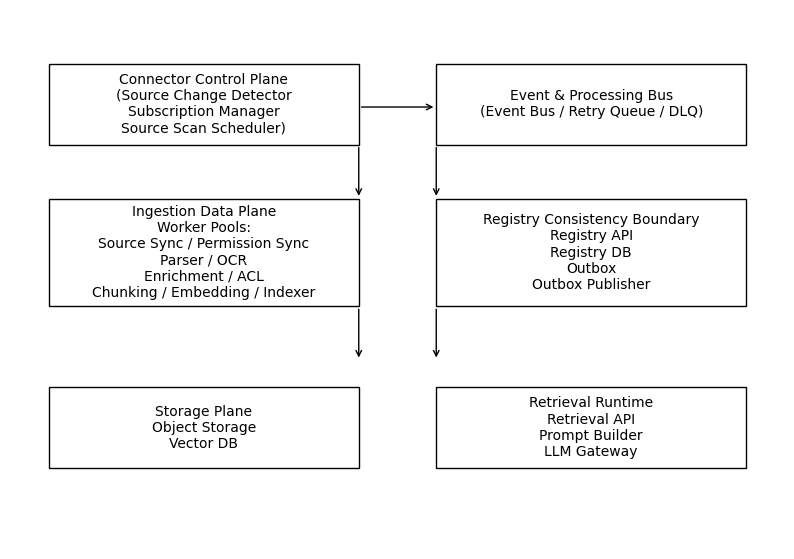 Connector Control Plane
(Source Change Detector
Subscription Manager
Source Scan Scheduler)
Event & Processing Bus
(Event Bus / Retry Queue / DLQ)
Ingestion Data Plane
Worker Pools:
Source Sync / Permission Sync
Parser / OCR
Enrichment / ACL
Chunking / Embedding / Indexer
Registry Consistency Boundary
Registry API
Registry DB
Outbox
Outbox Publisher
Storage Plane
Object Storage
Vector DB
Retrieval Runtime
Retrieval API
Prompt Builder
LLM Gateway